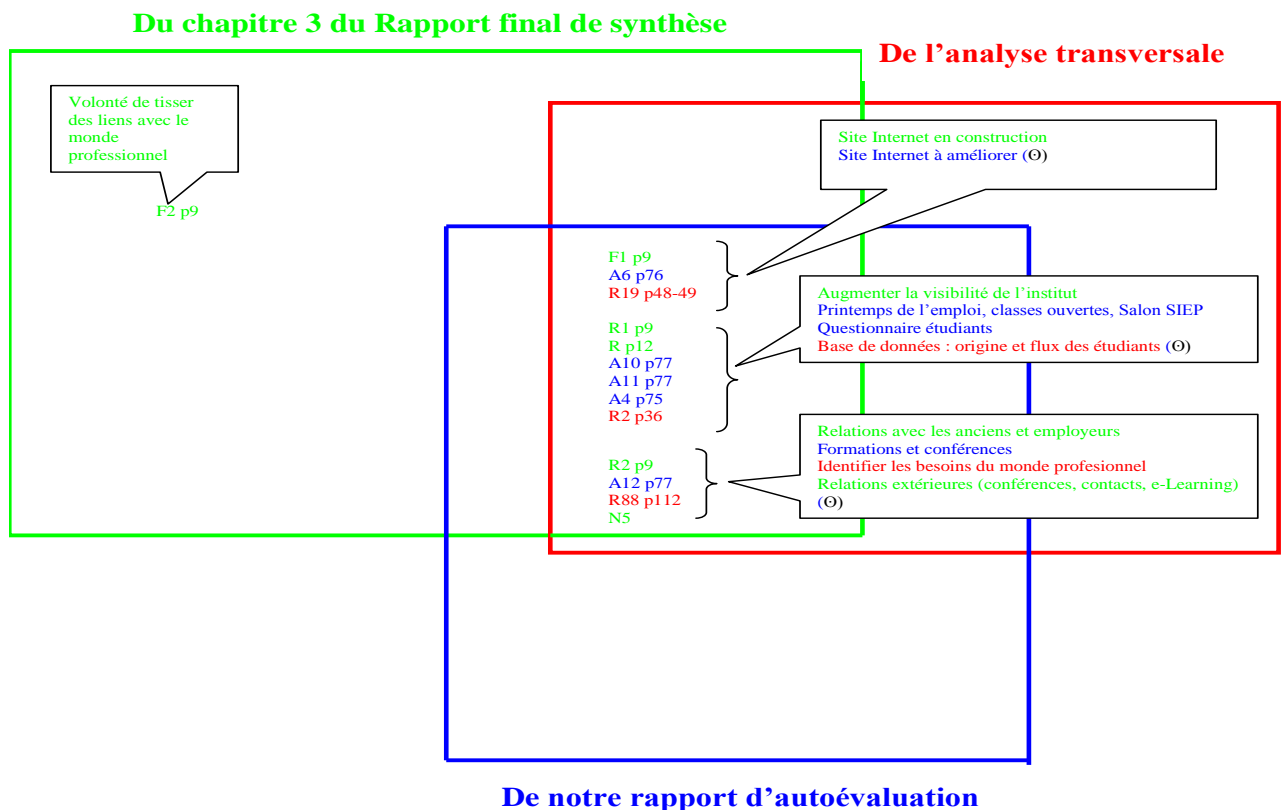 Du chapitre 3 du Rapport final de synthèse
De l'analyse transversale
Volonté de tisser
des liens avec le
monde
professionnel
F2 p9
Site Internet en construction
Site Internet à améliorer (ʘ)
F1 p9
A6 p76
R19 p48-49
Augmenter la visibilité de l'institut
Printemps de l'emploi, classes ouvertes, Salon SIEP
Questionnaire étudiants
Base de données : origine et flux des étudiants (ʘ)
R1 p9
R p12
A10 p77
A11 p77
A4 p75
R2 p36
Relations avec les anciens et employeurs
Formations et conférences
Identifier les besoins du monde profesionnel
Relations extérieures (conférences, contacts, e-Learning)
(ʘ)
R2 p9
A12 p77
R88 p112
N5
De notre rapport d'autoévaluation